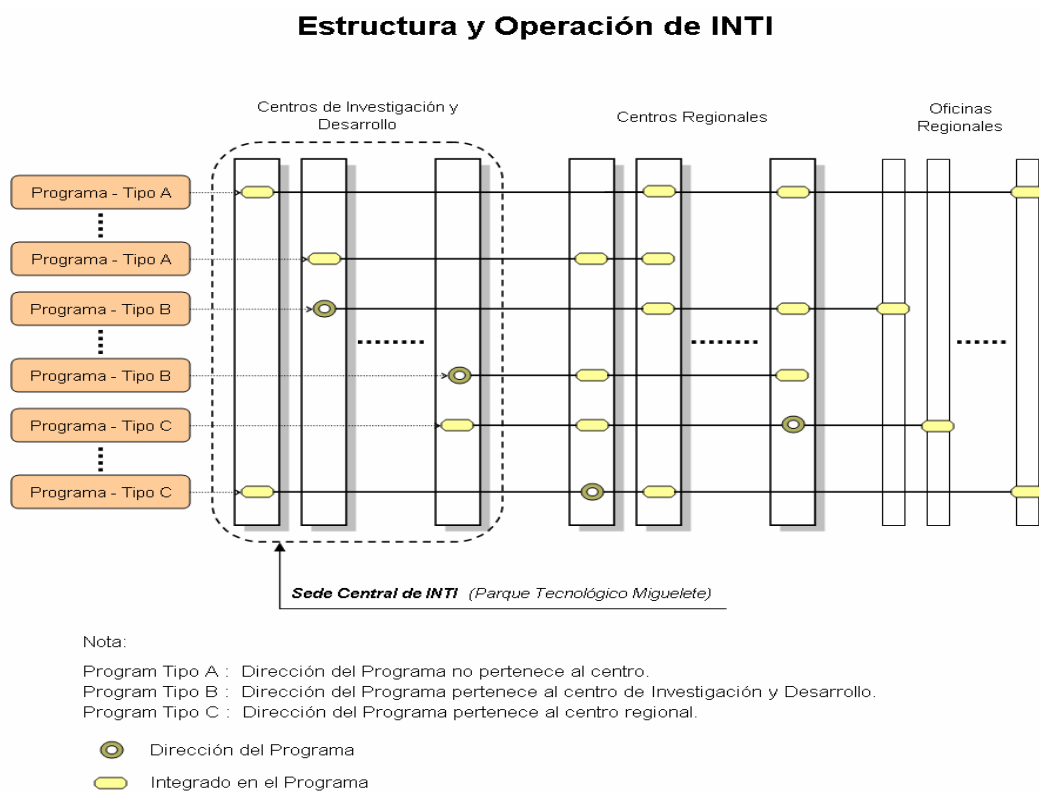 Estructura y Operación de INTI
Centros de Investigación y
Desarrollo
Centros Regionales
Oficinas
Regionales
Programa - Tipo A
Programa - Tipo A
Programa - Tipo B
Programa - Tipo B
Programa - Tipo C
Programa - Tipo C
Sede Central de INTI (Parque Tecnológico Miguelete)
Nota:
Program Tipo A : Dirección del Programa no pertenece al centro.
Program Tipo B : Dirección del Programa pertenece al centro de Investigación y Desarrollo.
Program Tipo C : Dirección del Programa pertenece al centro regional.
Dirección del Programa
Integrado en el Programa